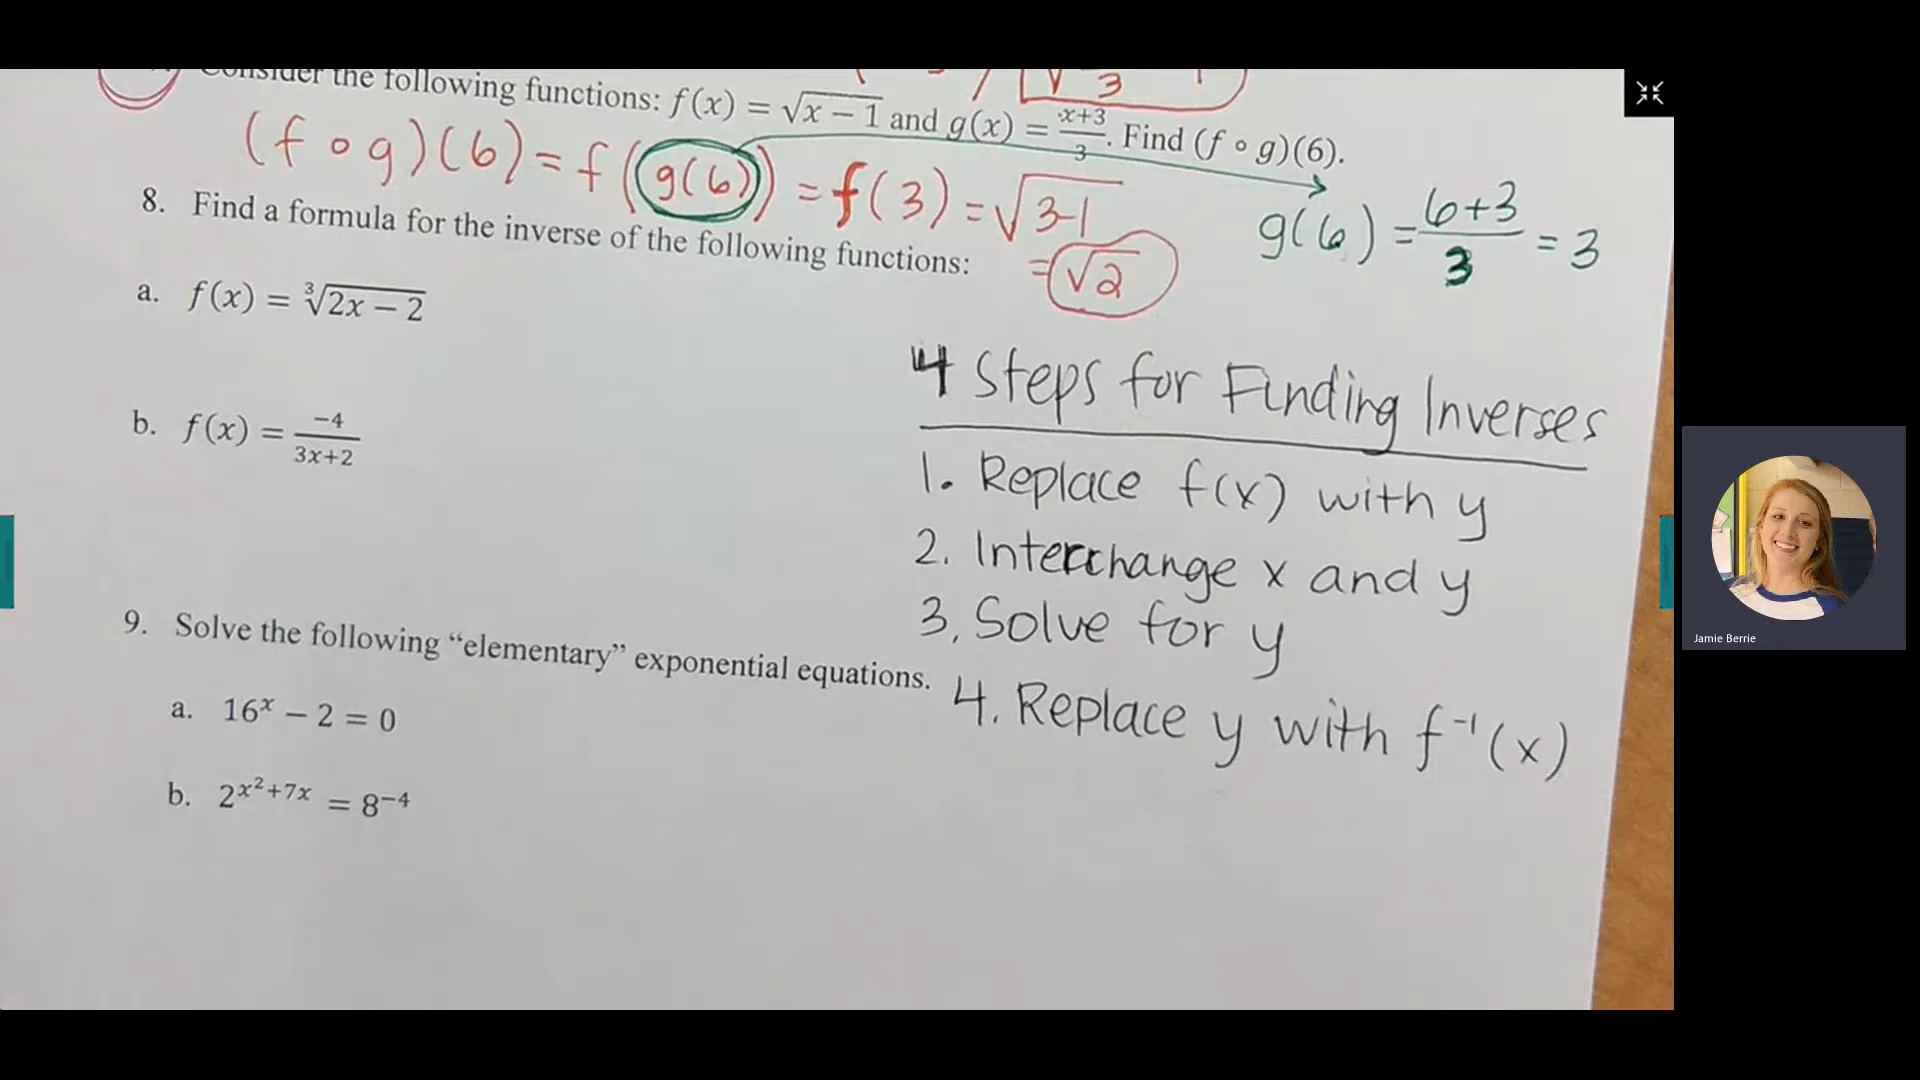 Consider the following functions: f(x) = √x − 1 and g(x) = x+3/3. Find (f ∘ g)(6).
(f ∘ g)(6) = f(g(6)) = f(3) = √3-1
= √2
g(6) = 6+3/3 = 3
8. Find a formula for the inverse of the following functions:
a. f(x) = ∛2x − 2
b. f(x) = −4/3x+2
4 Steps for Finding Inverses
1. Replace f(x) with y
2. Interchange x and y
3. Solve for y
4. Replace y with f⁻¹(x)
9. Solve the following “elementary” exponential equations.
a. 16ˣ − 2 = 0
b. 2^x²+7x = 8⁻⁴
Jamie Berrie